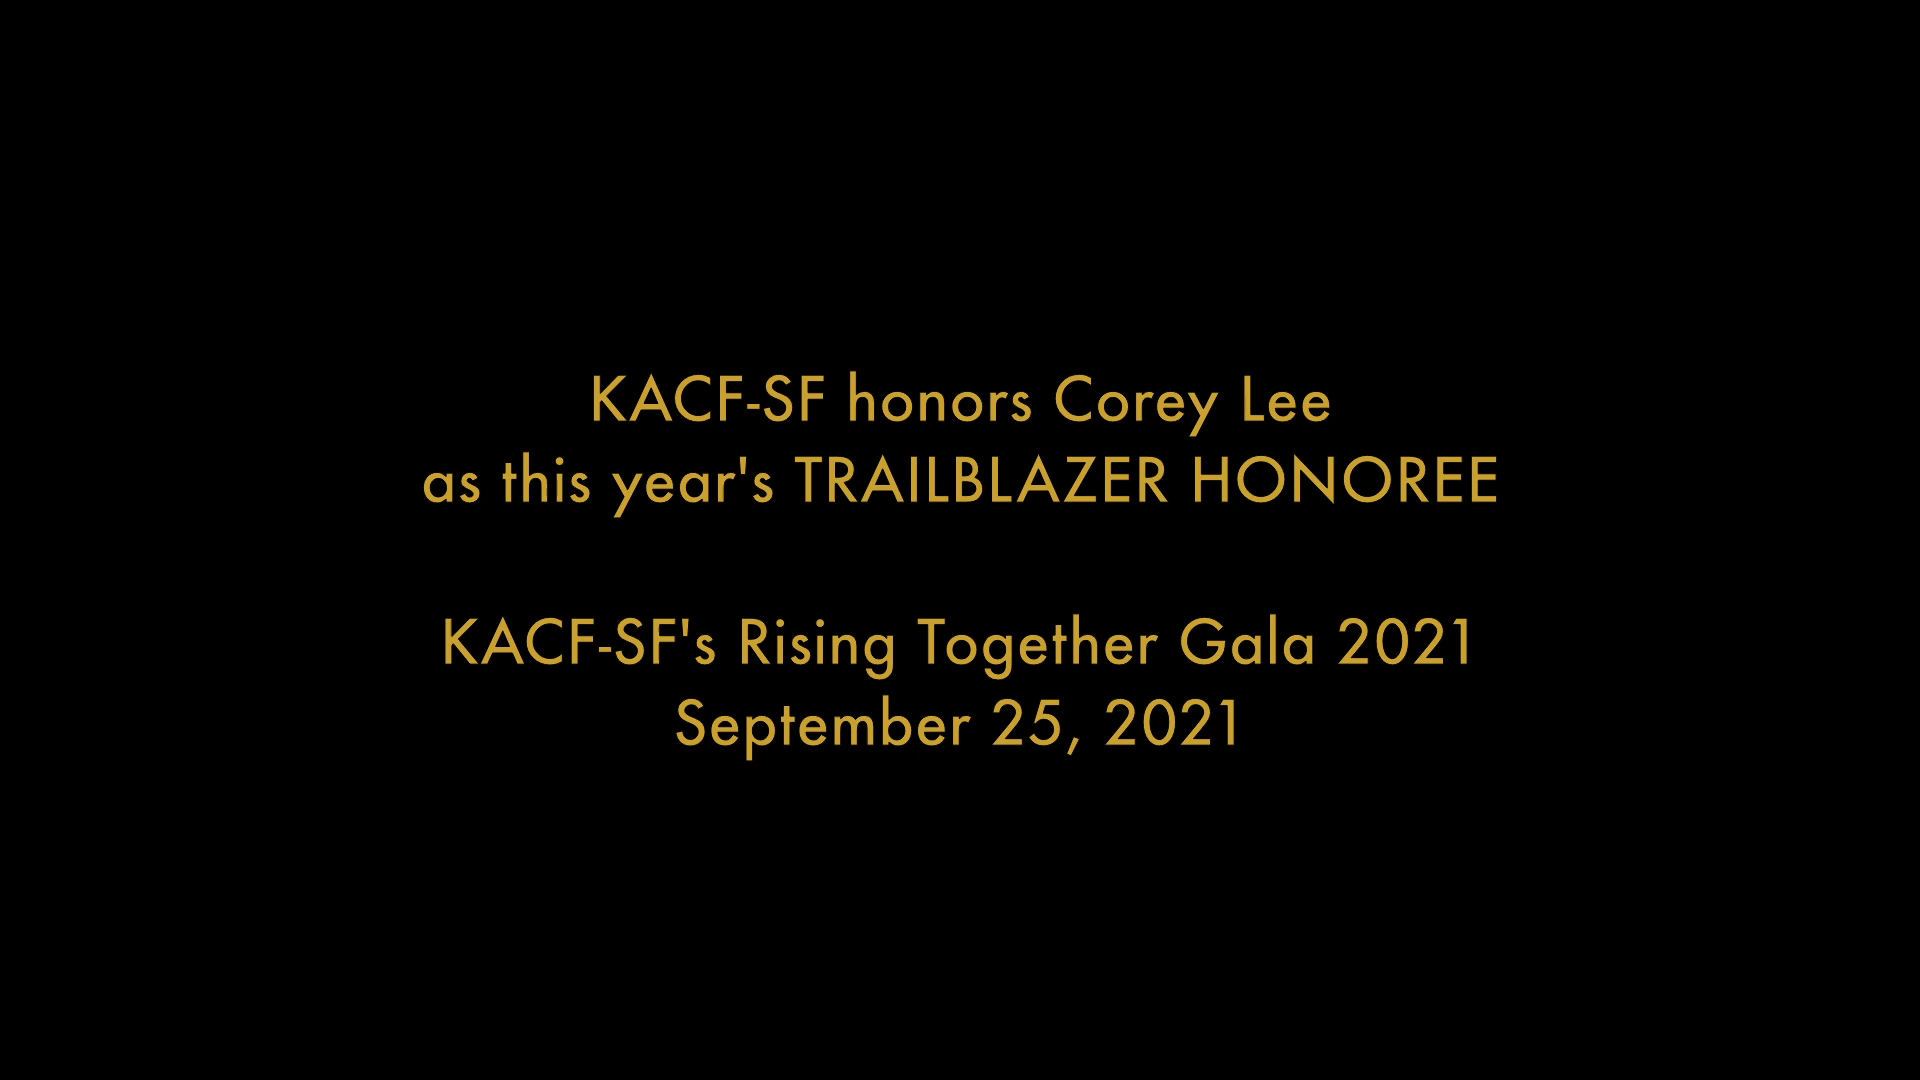 KACF-SF honors Corey Lee
as this year's TRAILBLAZER HONOREE
KACF-SF's Rising Together Gala 2021
September 25, 2021